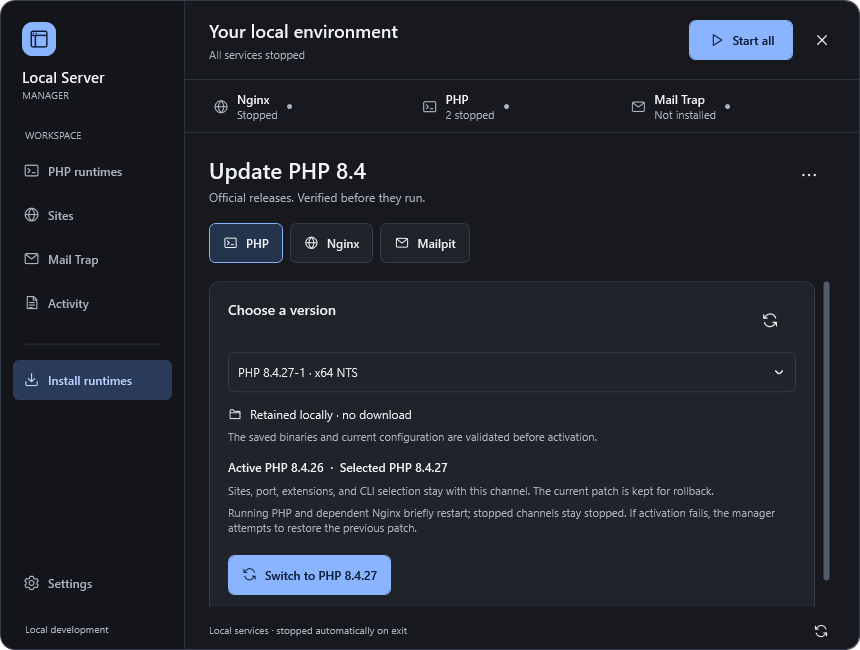 Local Server
MANAGER
WORKSPACE
PHP runtimes
Sites
Mail Trap
Activity
Install runtimes
Settings
Local development
Your local environment
All services stopped
Start all
Nginx
Stopped
PHP
2 stopped
Mail Trap
Not installed
Update PHP 8.4
Official releases. Verified before they run.
PHP
Nginx
Mailpit
Choose a version
PHP 8.4.27-1 · x64 NTS
Retained locally · no download
The saved binaries and current configuration are validated before activation.
Active PHP 8.4.26 · Selected PHP 8.4.27
Sites, port, extensions, and CLI selection stay with this channel. The current patch is kept for rollback.
Running PHP and dependent Nginx briefly restart; stopped channels stay stopped. If activation fails, the manager
attempts to restore the previous patch.
Switch to PHP 8.4.27
Local services · stopped automatically on exit